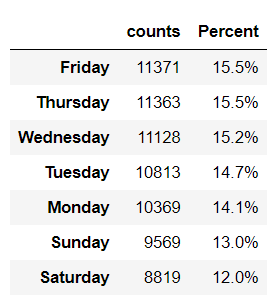 counts Percent
Friday 11371 15.5%
Thursday 11363 15.5%
Wednesday 11128 15.2%
Tuesday 10813 14.7%
Monday 10369 14.1%
Sunday 9569 13.0%
Saturday 8819 12.0%